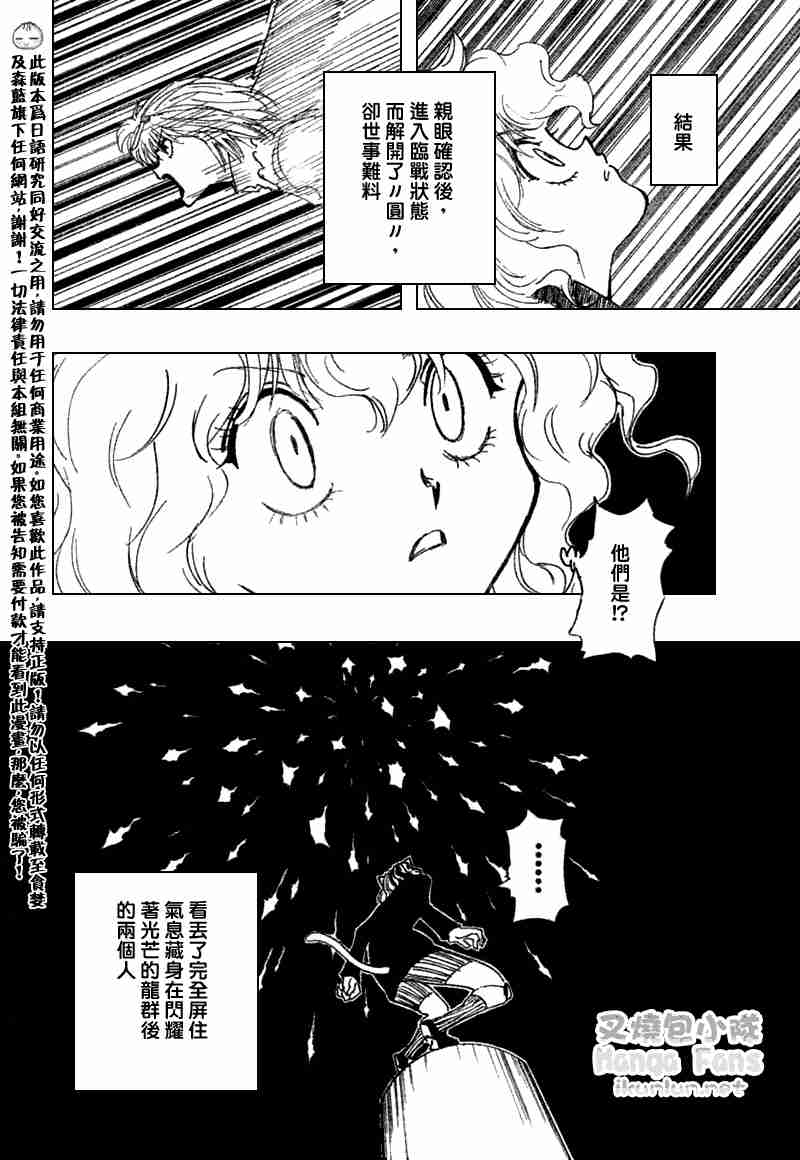 結果
親眼確認後，
進入臨戰狀態
而解開了〃圓〃，
卻世事難料
他們是!?
……
看丟了完全屏住
氣息藏身在閃耀
著光芒的龍群後
的兩個人
此版本爲日語研究同好交流之用，請勿用于任何商業用途。如您喜歡此作品，請支持正版！請勿以任何形式轉載至貪婪
及森藍旗下任何網站，謝謝！一切法律責任與本組無關。如果您被告知需要付款才能看到此漫畫，那麼，您被騙了！
叉燒包小隊
Manga Fans
ikunlun.net